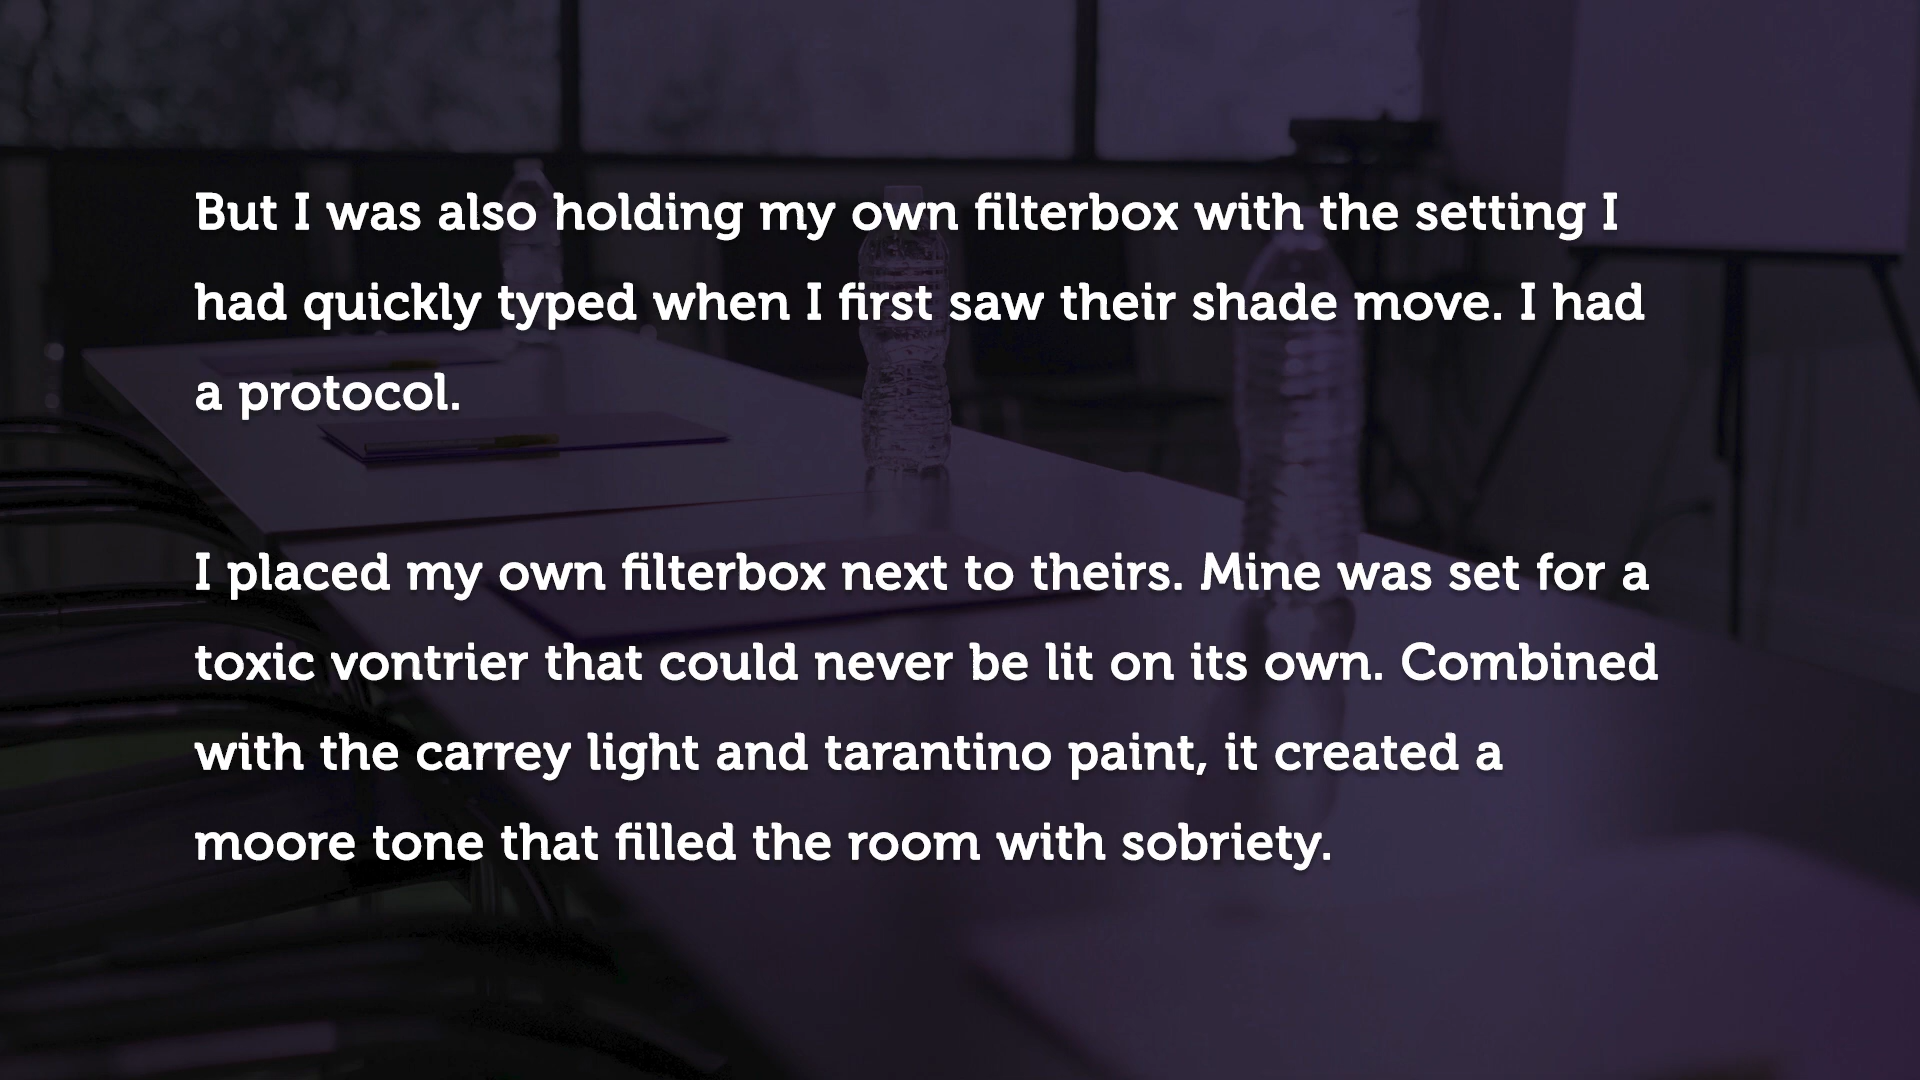 But I was also holding my own filterbox with the setting I
had quickly typed when I first saw their shade move. I had
a protocol.
I placed my own filterbox next to theirs. Mine was set for a
toxic vontrier that could never be lit on its own. Combined
with the carrey light and tarantino paint, it created a
moore tone that filled the room with sobriety.